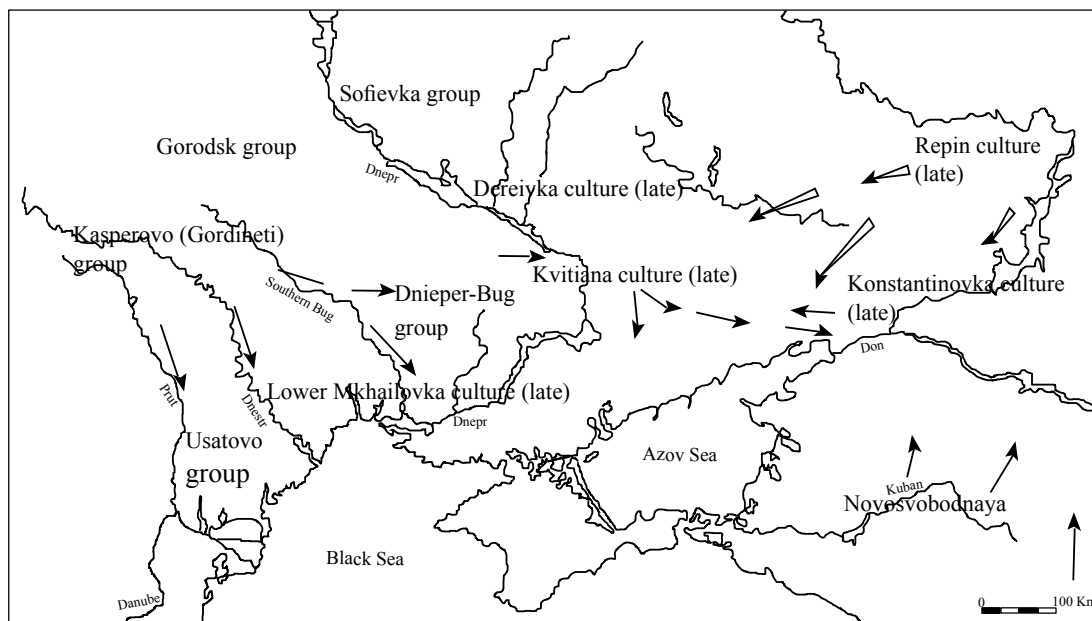 Sofievka group
Gorodsk group
Repin culture
(late)
Dnepr
Dereivka culture (late)
Kasperovo (Gordineti)
group
Kvitiana culture (late)
Konstantinovka culture
(late)
Southern Bug
Dnieper-Bug
group
Don
Prut
Dnestr
Lower Mkhailovka culture (late)
Dnepr
Usatovo
group
Azov Sea
Kuban
Novosvobodnaya
Black Sea
Danube
0 100 Km